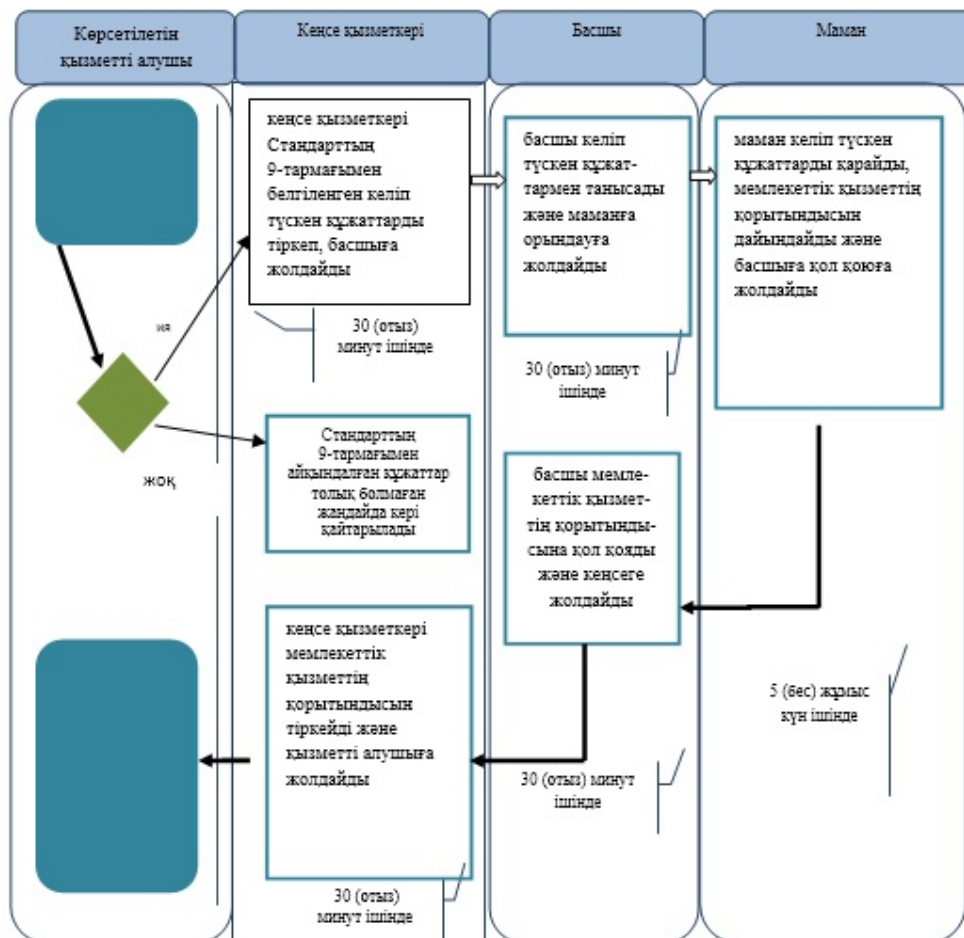 Көрсетілетін
қызметті алушы
Кеңсе қызметкері
Басшы
Маман
кеңсе қызметкері
Стандарттың
9-тармағымен
белгіленген келіп
түскен құжаттарды
тіркеп, басшыға
жолдайды
басшы келіп
түскен құжат-
тармен танысады
және маманға
орындауға
жолдайды
маман келіп түскен
құжаттарды қарайды,
мемлекеттік қызметтің
қорытындысын
дайындайды және
басшыға қол қоюға
жолдайды
ия
30 (отыз)
минут ішінде
30 (отыз) минут
ішінде
жоқ
Стандарттың
9-тармағымен
айқындалған құжаттар
толық болмаған
жағдайда кері
қайтарылады
басшы мемле-
кеттік қызмет-
тің қорытынды-
сына қол қояды
және кеңсеге
жолдайды
кеңсе қызметкері
мемлекеттік
қызметтің
қорытындысын
тіркейді және
қызметті алушыға
жолдайды
5 (бес) жұмыс
күн ішінде
30 (отыз) минут
ішінде
30 (отыз)
минут ішінде